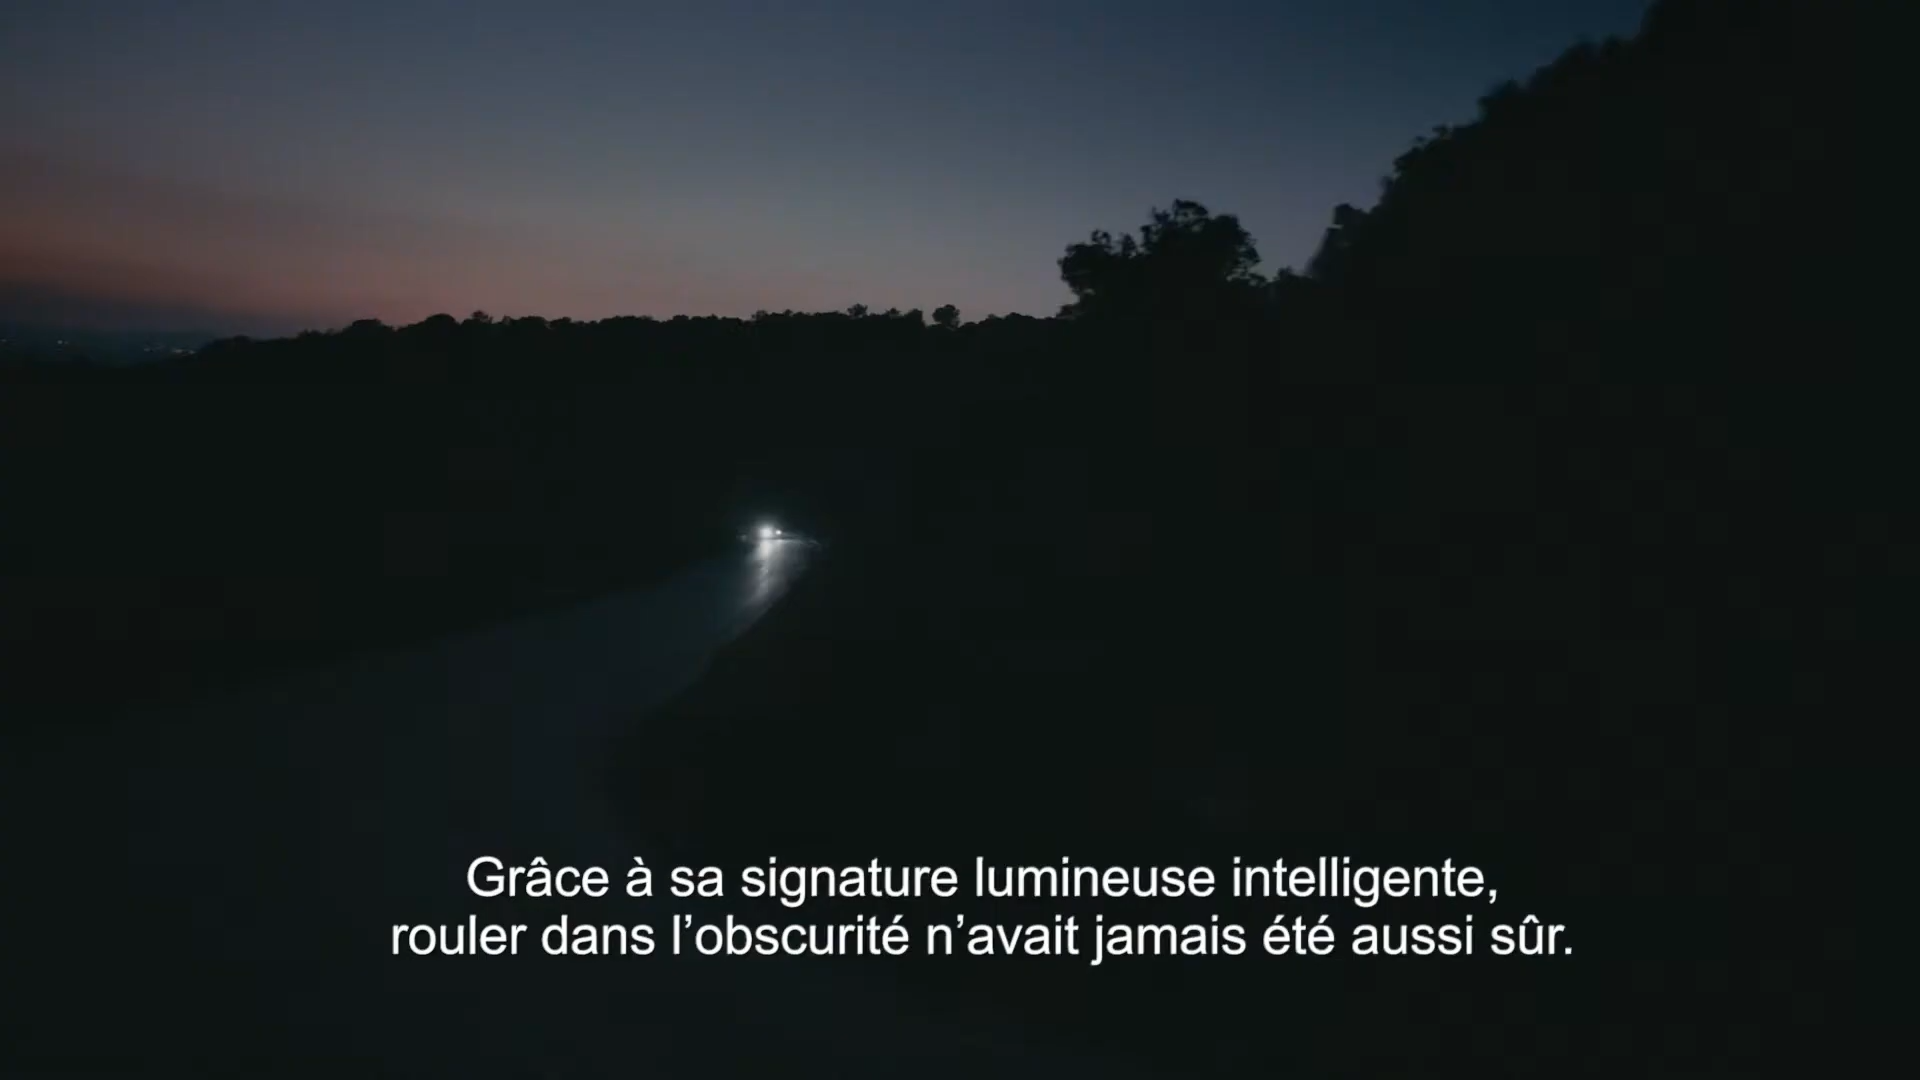 Grâce à sa signature lumineuse intelligente,
rouler dans l’obscurité n’avait jamais été aussi sûr.